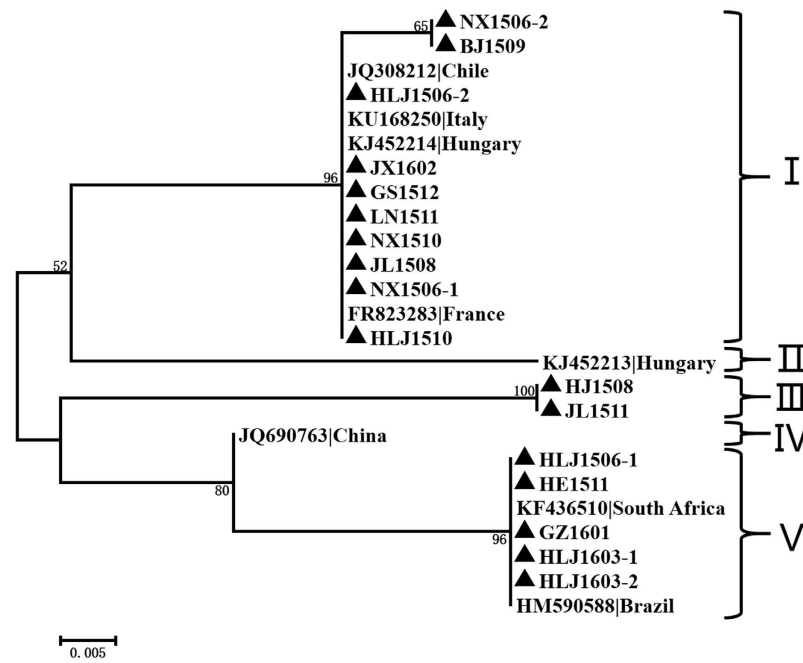 65
NX1506-2
BJ1509
JQ308212|Chile
HLJ1506-2
KU168250|Italy
KJ452214|Hungary
96
JX1602
GS1512
LN1511
NX1510
JL1508
NX1506-1
FR823283|France
HLJ1510
I
52
KJ452213|Hungary
II
100
HJ1508
JL1511
III
JQ690763|China
IV
80
HLJ1506-1
HE1511
KF436510|South Africa
96
GZ1601
HLJ1603-1
HLJ1603-2
HM590588|Brazil
V
0.005